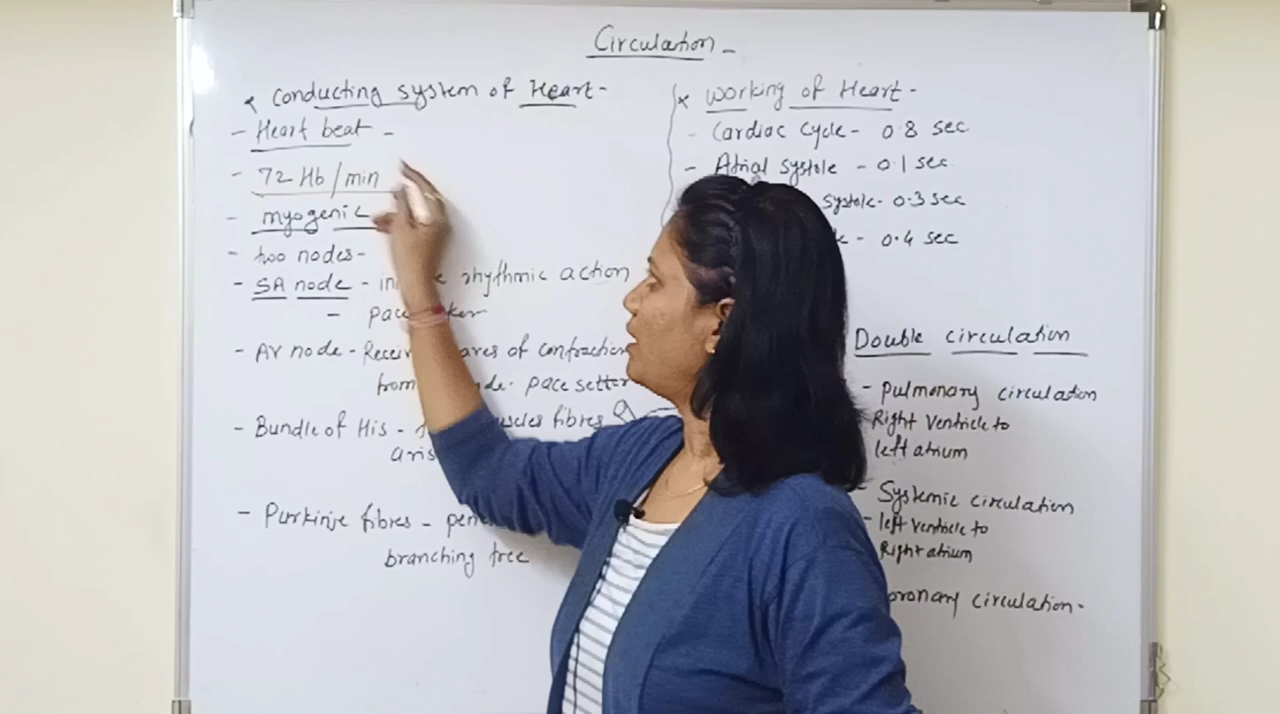 Circulation -
* conducting system of Heart -
- Heart beat -
- 72 Hb/min
- myogenic
- two nodes -
- SA node - rhythmic action
-
- AV node - of contraction
from pace setter
- Bundle of His - fibres
- Purkinje fibres -
branching tree
* working of Heart -
- Cardiac cycle - 0.8 sec
- Atrial systole - 0.1 sec
systole - 0.3 sec
- 0.4 sec
Double circulation
- Pulmonary circulation
Right Ventricle to
left atrium
- Systemic circulation
- left ventricle to
Right atrium
circulation -